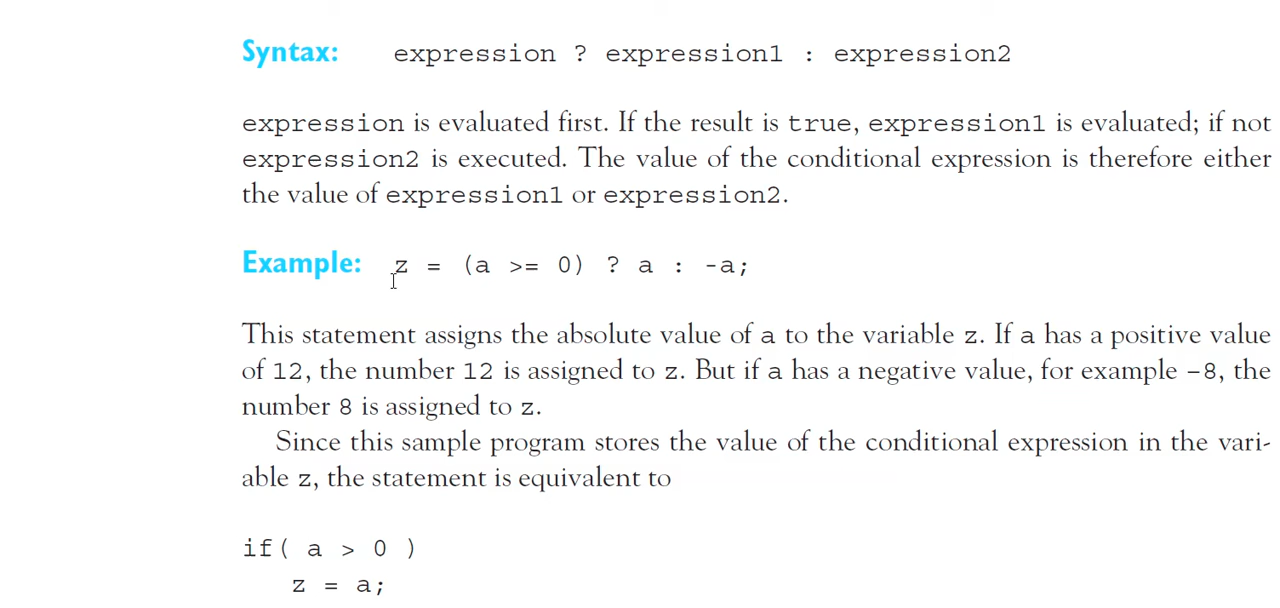 Syntax: expression ? expression1 : expression2
expression is evaluated first. If the result is true, expression1 is evaluated; if not
expression2 is executed. The value of the conditional expression is therefore either
the value of expression1 or expression2.
Example: z = (a >= 0) ? a : -a;
This statement assigns the absolute value of a to the variable z. If a has a positive value
of 12, the number 12 is assigned to z. But if a has a negative value, for example –8, the
number 8 is assigned to z.
Since this sample program stores the value of the conditional expression in the vari-
able z, the statement is equivalent to
if( a > 0 )
z = a;